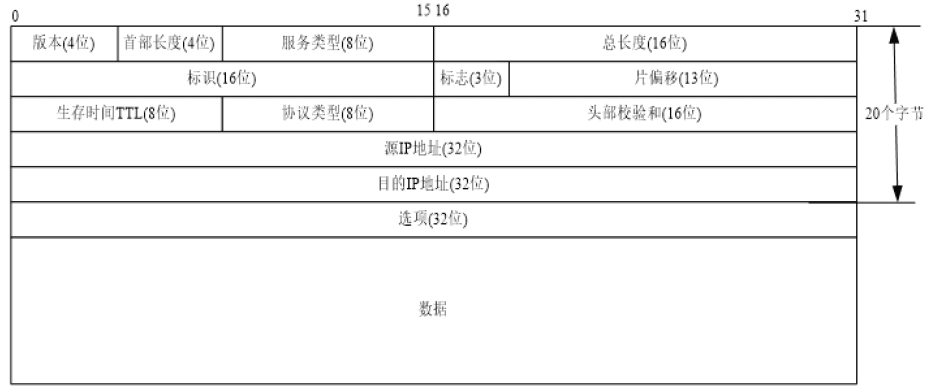 0 15 16 31
版本(4位) 首部长度(4位) 服务类型(8位) 总长度(16位)
标识(16位) 标志(3位) 片偏移(13位)
生存时间TTL(8位) 协议类型(8位) 头部校验和(16位) 20个字节
源IP地址(32位)
目的IP地址(32位)
选项(32位)
数据